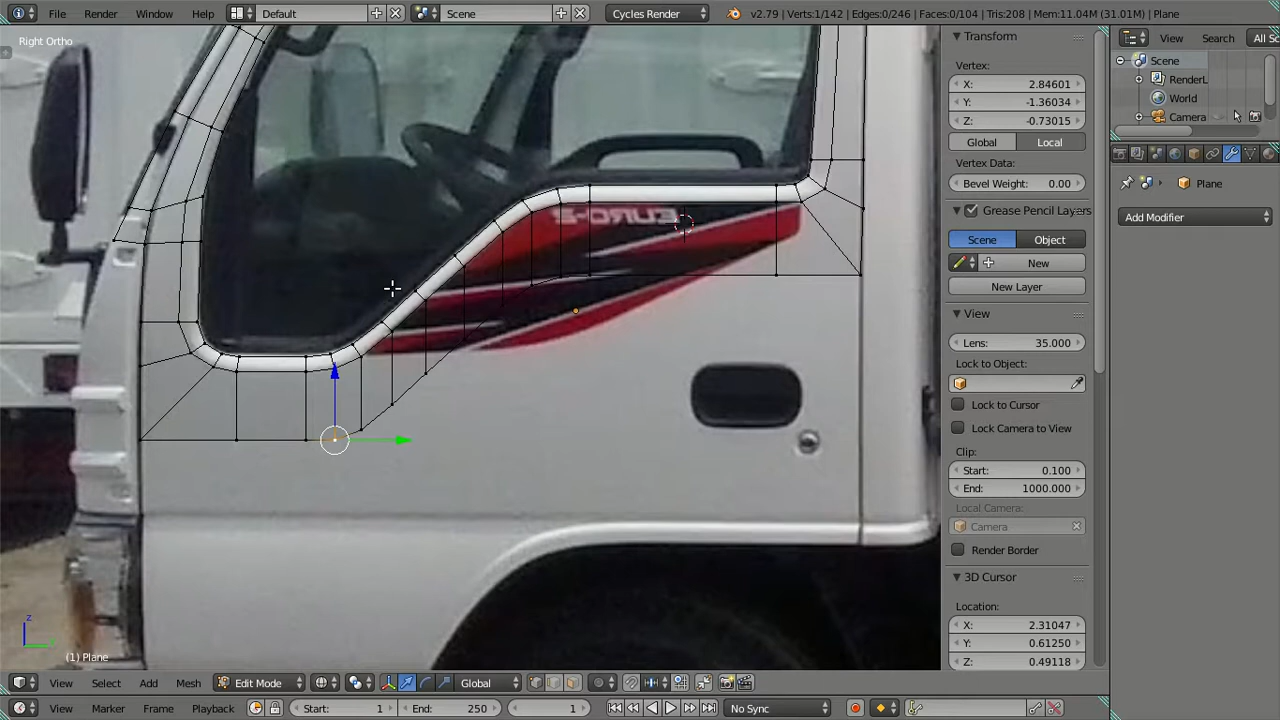 File Render Window Help Default Scene Cycles Render v2.79 | Verts:1/142 | Edges:0/246 | Faces:0/104 | Tris:208 | Mem:11.04M (31.01M) | Plane
Right Ortho
Transform
Vertex:
X: 2.84601
Y: -1.36034
Z: -0.73015
Global Local
Vertex Data:
Bevel Weight: 0.00
Grease Pencil Layers
Scene Object
New
New Layer
View
Lens: 35.000
Lock to Object:
Lock to Cursor
Lock Camera to View
Clip:
Start: 0.100
End: 1000.000
Local Camera:
Camera
Render Border
3D Cursor
Location:
X: 2.31047
Y: 0.61250
Z: 0.49118
View Search All Sc
Scene
RenderL
World
Camera
Plane
Add Modifier
EURO-2
z
(1) Plane
View Select Add Mesh Edit Mode Global
View Marker Frame Playback Start: 1 End: 250 1 No Sync